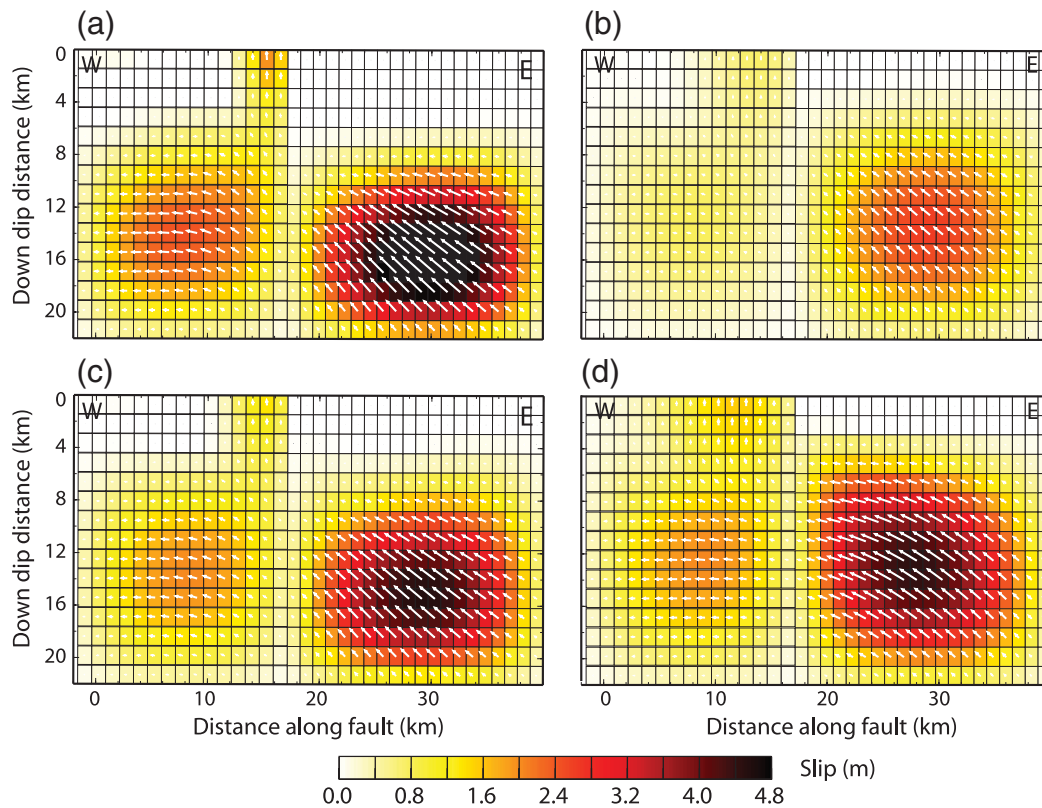 (a)
(b)
0
4
8
12
16
20
Down dip distance (km)
W
E
W
E
(c)
(d)
0
4
8
12
16
20
Down dip distance (km)
W
E
W
E
0 10 20 30
0 10 20 30
Distance along fault (km)
Distance along fault (km)
Slip (m)
0.0 0.8 1.6 2.4 3.2 4.0 4.8